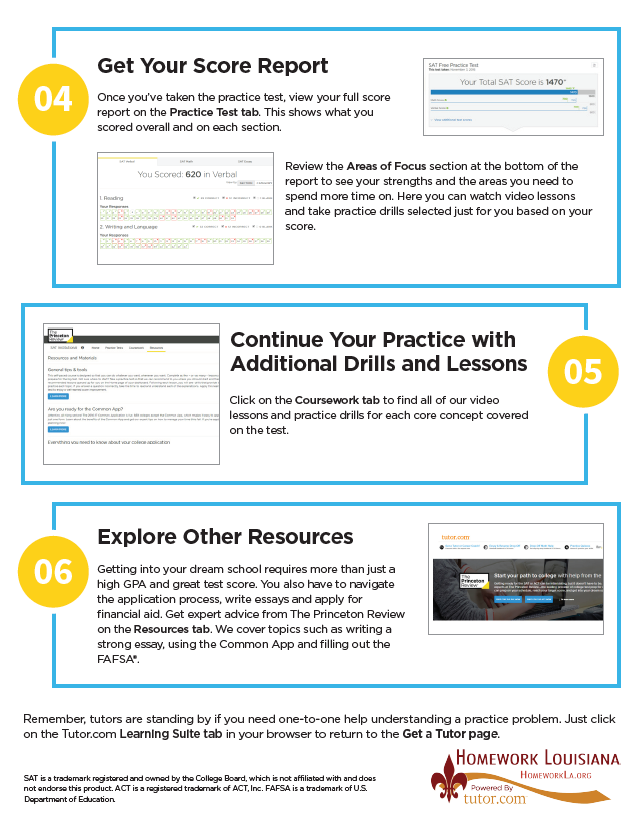 04
Get Your Score Report
Once you've taken the practice test, view your full score
report on the Practice Test tab. This shows what you
scored overall and on each section.
SAT Free Practice Test
Your Total SAT Score is 1470
SAT Verbal
SAT Math
SAT Essay
You Scored: 620 in Verbal
1. Reading
Your Responses
2. Writing and Language
Your Responses
Review the Areas of Focus section at the bottom of the
report to see your strengths and the areas you need to
spend more time on. Here you can watch video lessons
and take practice drills selected just for you based on your
score.
The
Princeton
Review
Resources and Materials
General tips & tools
Are you ready for the Common App?
Everything you need to know about your college application
Continue Your Practice with
Additional Drills and Lessons
05
Click on the Coursework tab to find all of our video
lessons and practice drills for each core concept covered
on the test.
06
Explore Other Resources
Getting into your dream school requires more than just a
high GPA and great test score. You also have to navigate
the application process, write essays and apply for
financial aid. Get expert advice from The Princeton Review
on the Resources tab. We cover topics such as writing a
strong essay, using the Common App and filling out the
FAFSA®.
tutor.com
The
Princeton
Review
Start your path to college with help from the
Remember, tutors are standing by if you need one-to-one help understanding a practice problem. Just click
on the Tutor.com Learning Suite tab in your browser to return to the Get a Tutor page.
SAT is a trademark registered and owned by the College Board, which is not affiliated with and does
not endorse this product. ACT is a registered trademark of ACT, Inc. FAFSA is a trademark of U.S.
Department of Education.
Homework Louisiana
HomeworkLa.org
Powered By
tutor.com